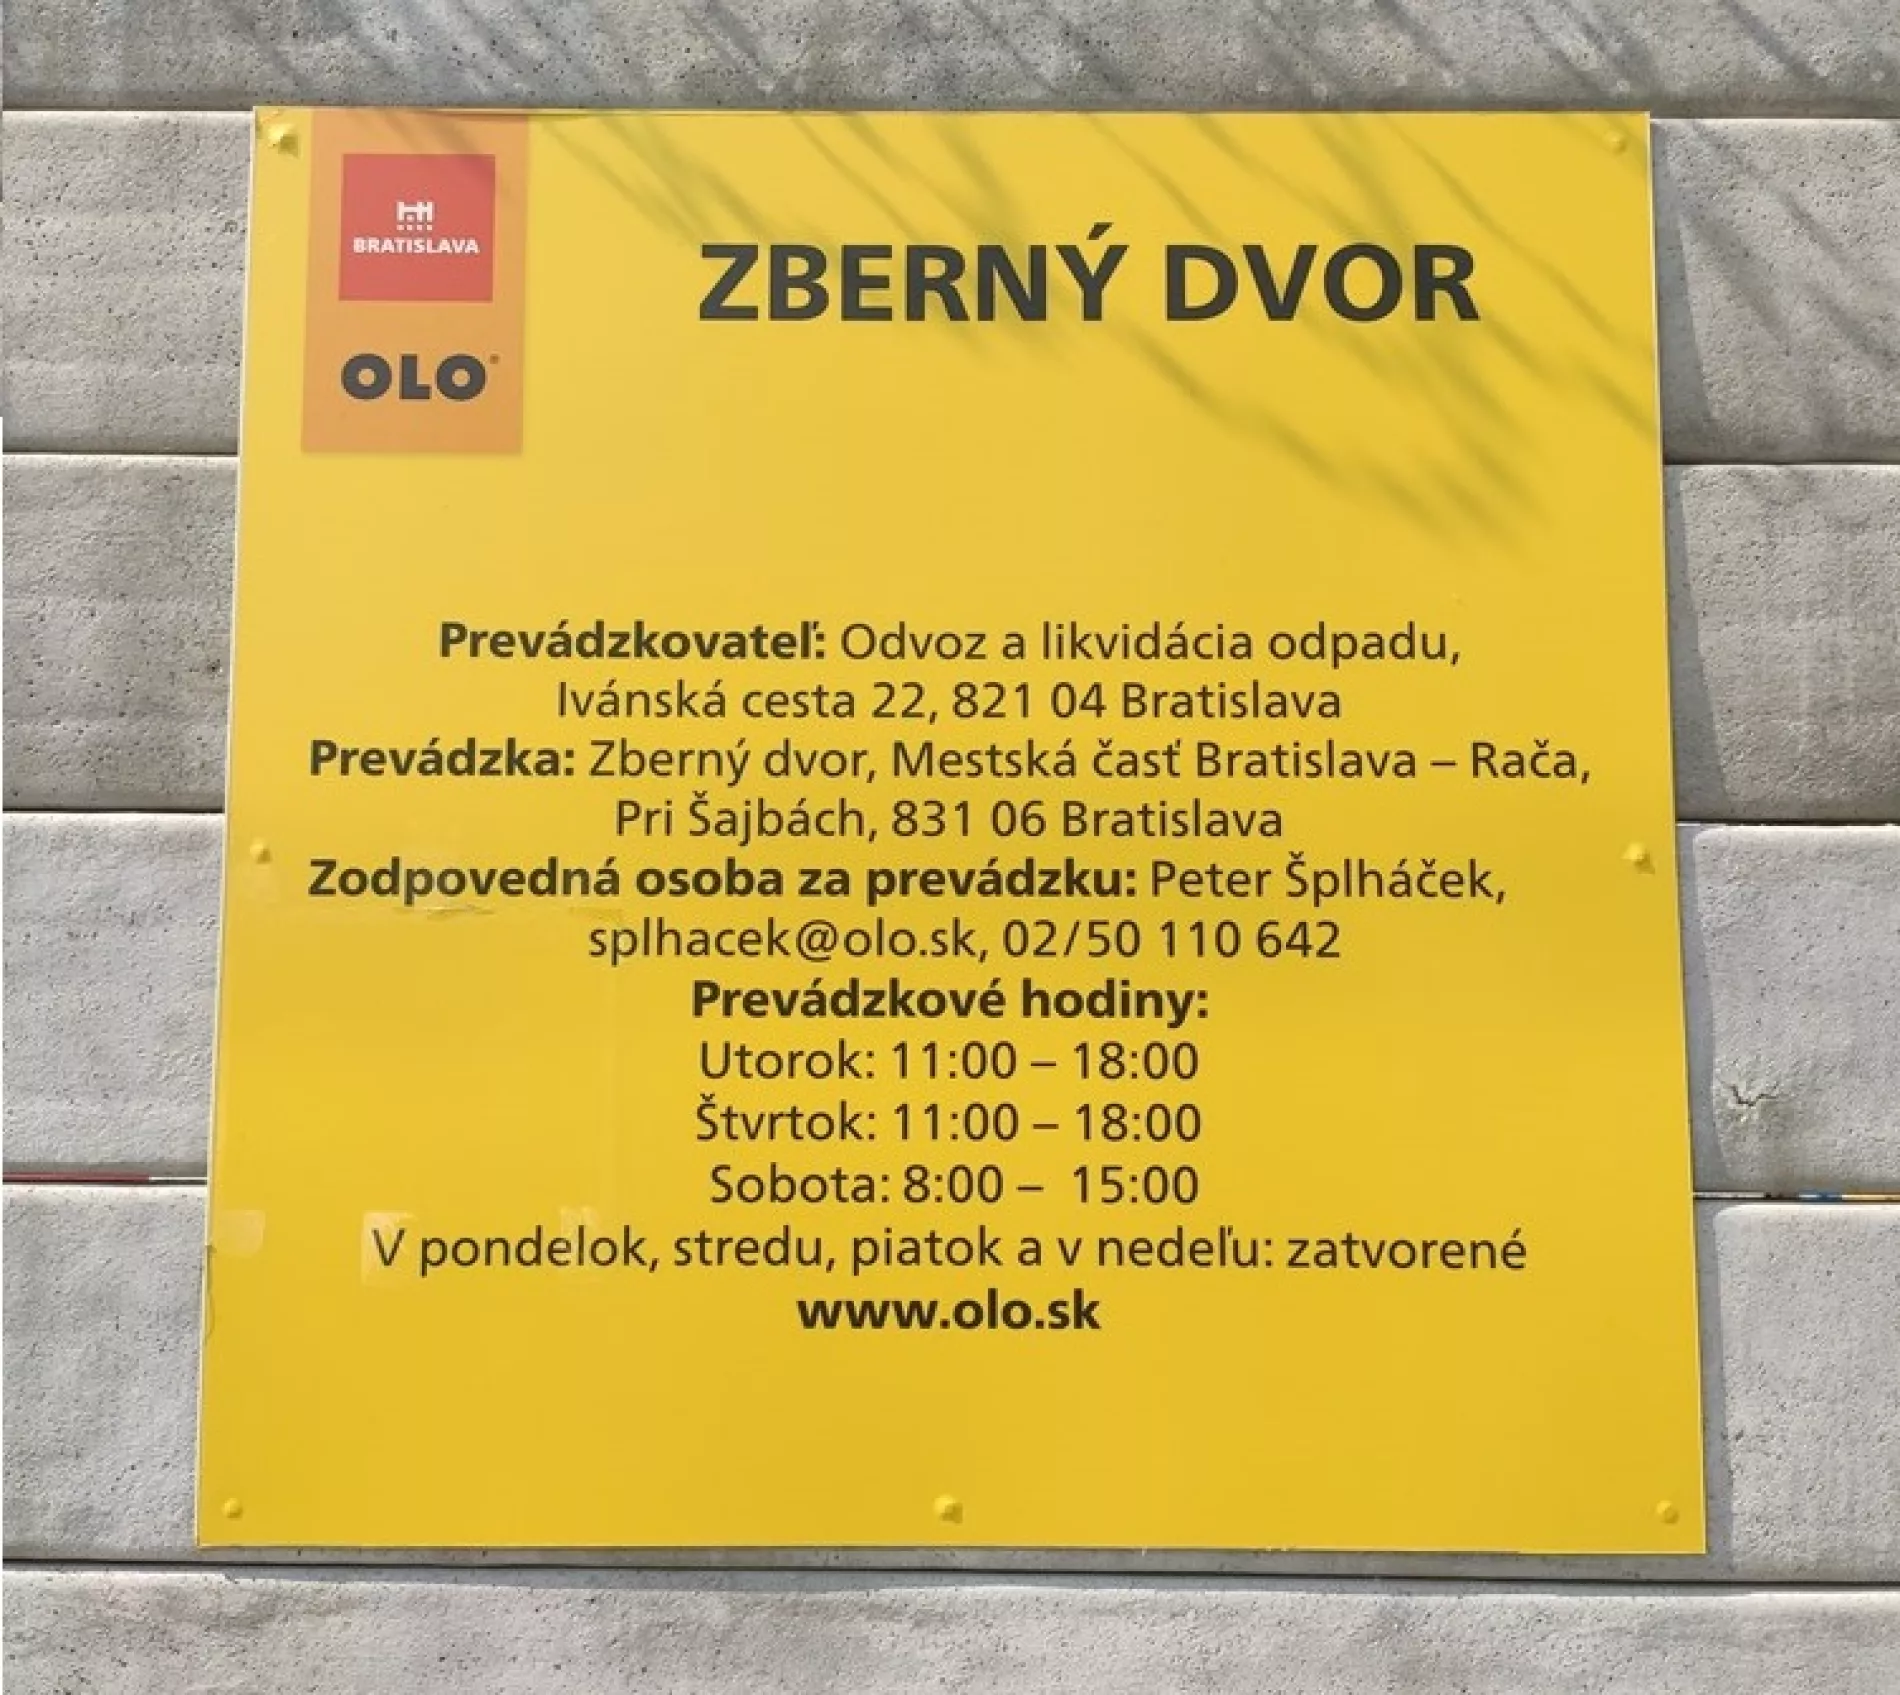 BRATISLAVA
OLO
ZBERNÝ DVOR
Prevádzkovateľ: Odvoz a likvidácia odpadu,
Ivánská cesta 22, 821 04 Bratislava
Prevádzka: Zberný dvor, Mestská časť Bratislava – Rača,
Pri Šajbách, 831 06 Bratislava
Zodpovedná osoba za prevádzku: Peter Šplháček,
splhacek@olo.sk, 02/50 110 642
Prevádzkové hodiny:
Utorok: 11:00 – 18:00
Štvrtok: 11:00 – 18:00
Sobota: 8:00 – 15:00
V pondelok, stredu, piatok a v nedeľu: zatvorené
www.olo.sk